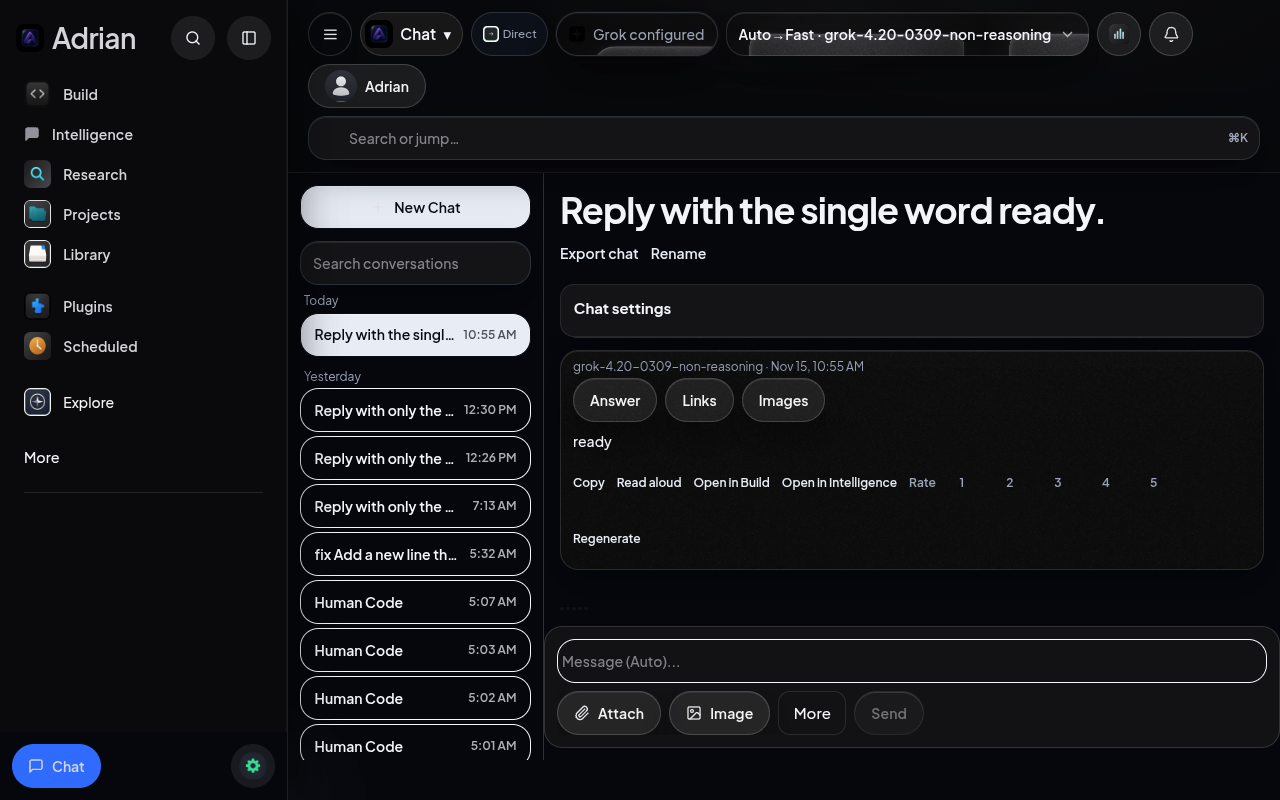 Adrian
Build
Intelligence
Research
Projects
Library
Plugins
Scheduled
Explore
More
Chat
Chat ▾
Direct
Grok configured
Auto→Fast · grok-4.20-0309-non-reasoning
Adrian
Search or jump… ⌘K
New Chat
Search conversations
Today
Reply with the singl… 10:55 AM
Yesterday
Reply with only the … 12:30 PM
Reply with only the … 12:26 PM
Reply with only the … 7:13 AM
fix Add a new line th… 5:32 AM
Human Code 5:07 AM
Human Code 5:03 AM
Human Code 5:02 AM
Human Code 5:01 AM
Reply with the single word ready.
Export chat Rename
Chat settings
grok-4.20-0309-non-reasoning · Nov 15, 10:55 AM
Answer Links Images
ready
Copy Read aloud Open in Build Open in Intelligence Rate 1 2 3 4 5
Regenerate
Message (Auto)...
Attach Image More Send